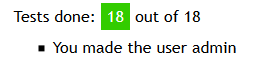 Tests done: 18 out of 18
You made the user admin